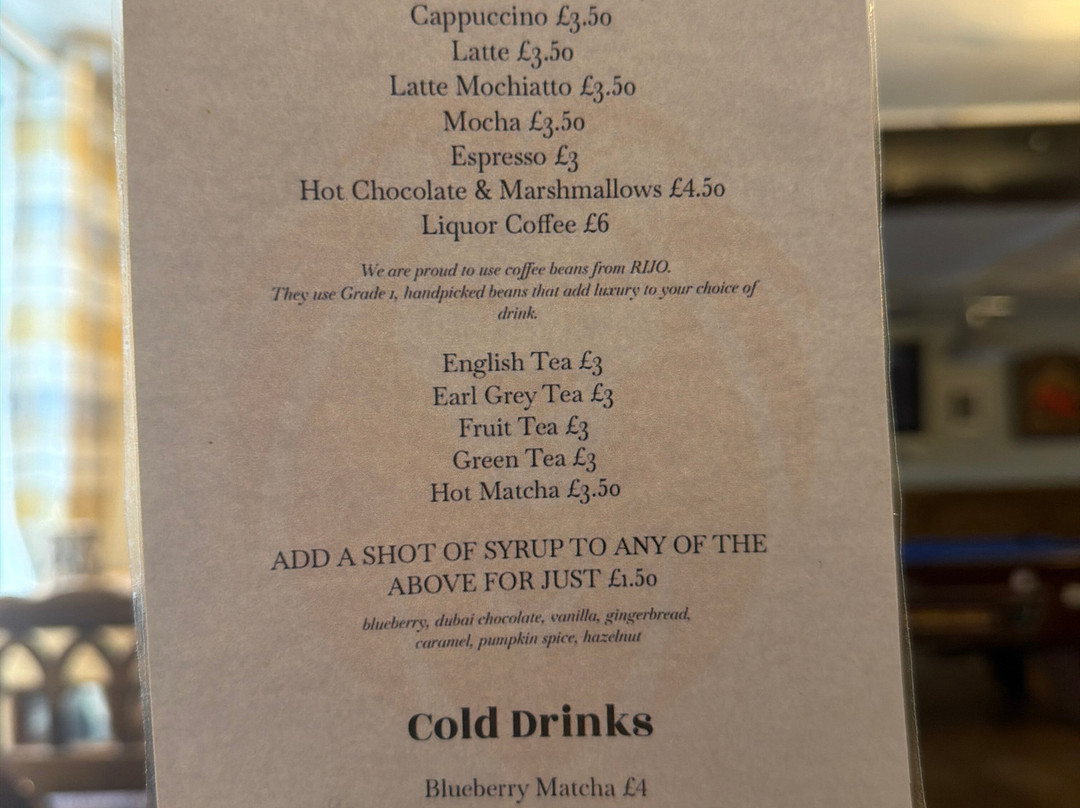 Cappuccino £3.50
Latte £3.50
Latte Mochiatto £3.50
Mocha £3.50
Espresso £3
Hot Chocolate & Marshmallows £4.50
Liquor Coffee £6
We are proud to use coffee beans from RIJO.
They use Grade 1, handpicked beans that add luxury to your choice of
drink.
English Tea £3
Earl Grey Tea £3
Fruit Tea £3
Green Tea £3
Hot Matcha £3.50
ADD A SHOT OF SYRUP TO ANY OF THE
ABOVE FOR JUST £1.50
blueberry, dubai chocolate, vanilla, gingerbread,
caramel, pumpkin spice, hazelnut
Cold Drinks
Blueberry Matcha £4